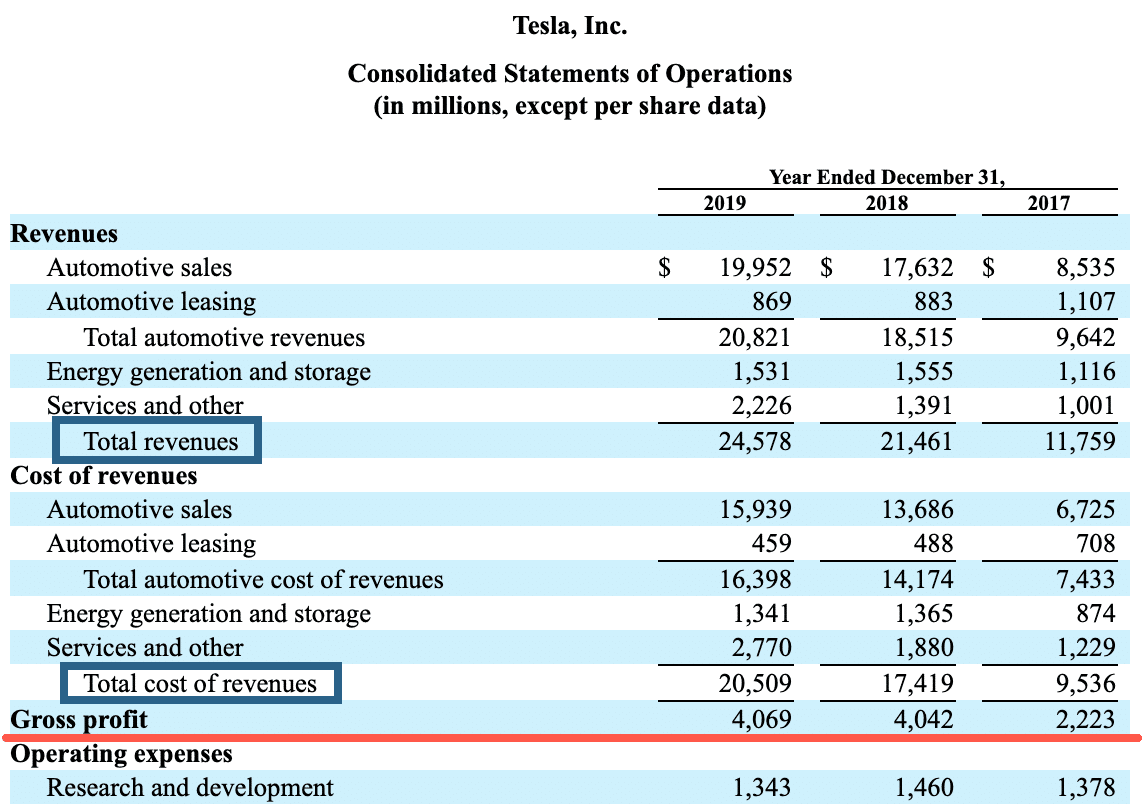 Tesla, Inc.
Consolidated Statements of Operations
(in millions, except per share data)
Year Ended December 31,
2019 2018 2017
Revenues
Automotive sales $ 19,952 $ 17,632 $ 8,535
Automotive leasing 869 883 1,107
Total automotive revenues 20,821 18,515 9,642
Energy generation and storage 1,531 1,555 1,116
Services and other 2,226 1,391 1,001
Total revenues 24,578 21,461 11,759
Cost of revenues
Automotive sales 15,939 13,686 6,725
Automotive leasing 459 488 708
Total automotive cost of revenues 16,398 14,174 7,433
Energy generation and storage 1,341 1,365 874
Services and other 2,770 1,880 1,229
Total cost of revenues 20,509 17,419 9,536
Gross profit 4,069 4,042 2,223
Operating expenses
Research and development 1,343 1,460 1,378